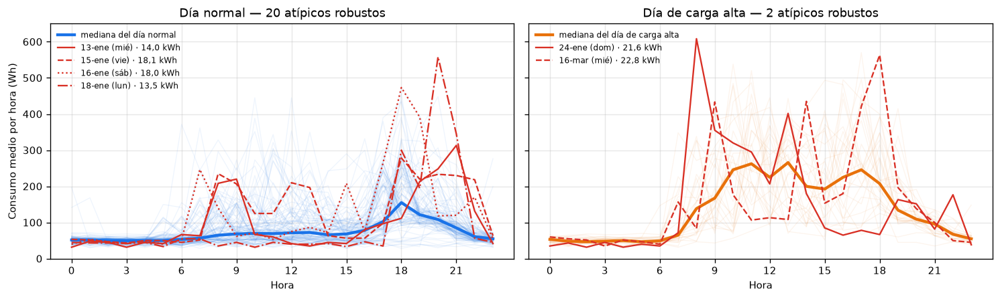 Día normal — 20 atípicos robustos
Consumo medio por hora (Wh)
600
500
400
300
200
100
0
mediana del día normal
13-ene (mié) · 14,0 kWh
15-ene (vie) · 18,1 kWh
16-ene (sáb) · 18,0 kWh
18-ene (lun) · 13,5 kWh
0 3 6 9 12 15 18 21
Hora
Día de carga alta — 2 atípicos robustos
mediana del día de carga alta
24-ene (dom) · 21,6 kWh
16-mar (mié) · 22,8 kWh
0 3 6 9 12 15 18 21
Hora